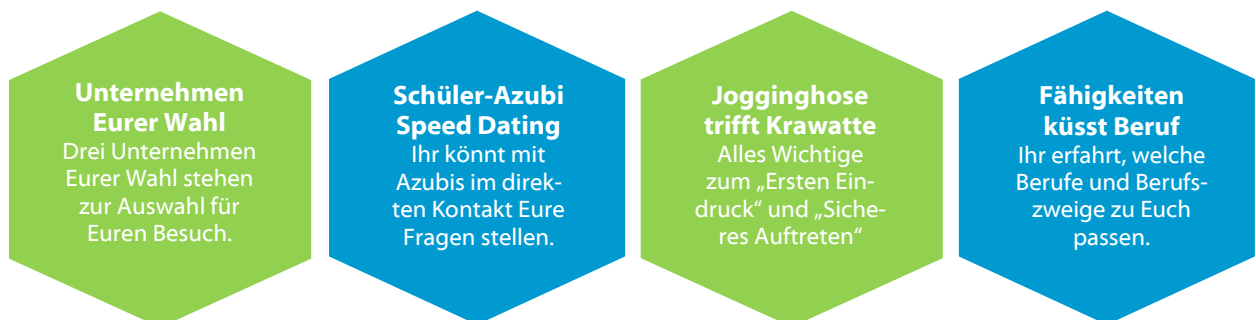 Unternehmen
Eurer Wahl
Drei Unternehmen
Eurer Wahl stehen
zur Auswahl für
Euren Besuch.
Schüler-Azubi
Speed Dating
Ihr könnt mit
Azubis im direk-
ten Kontakt Eure
Fragen stellen.
Jogginghose
trifft Krawatte
Alles Wichtige
zum „Ersten Ein-
druck“ und „Siche-
res Auftreten“
Fähigkeiten
küsst Beruf
Ihr erfahrt, welche
Berufe und Berufs-
zweige zu Euch
passen.